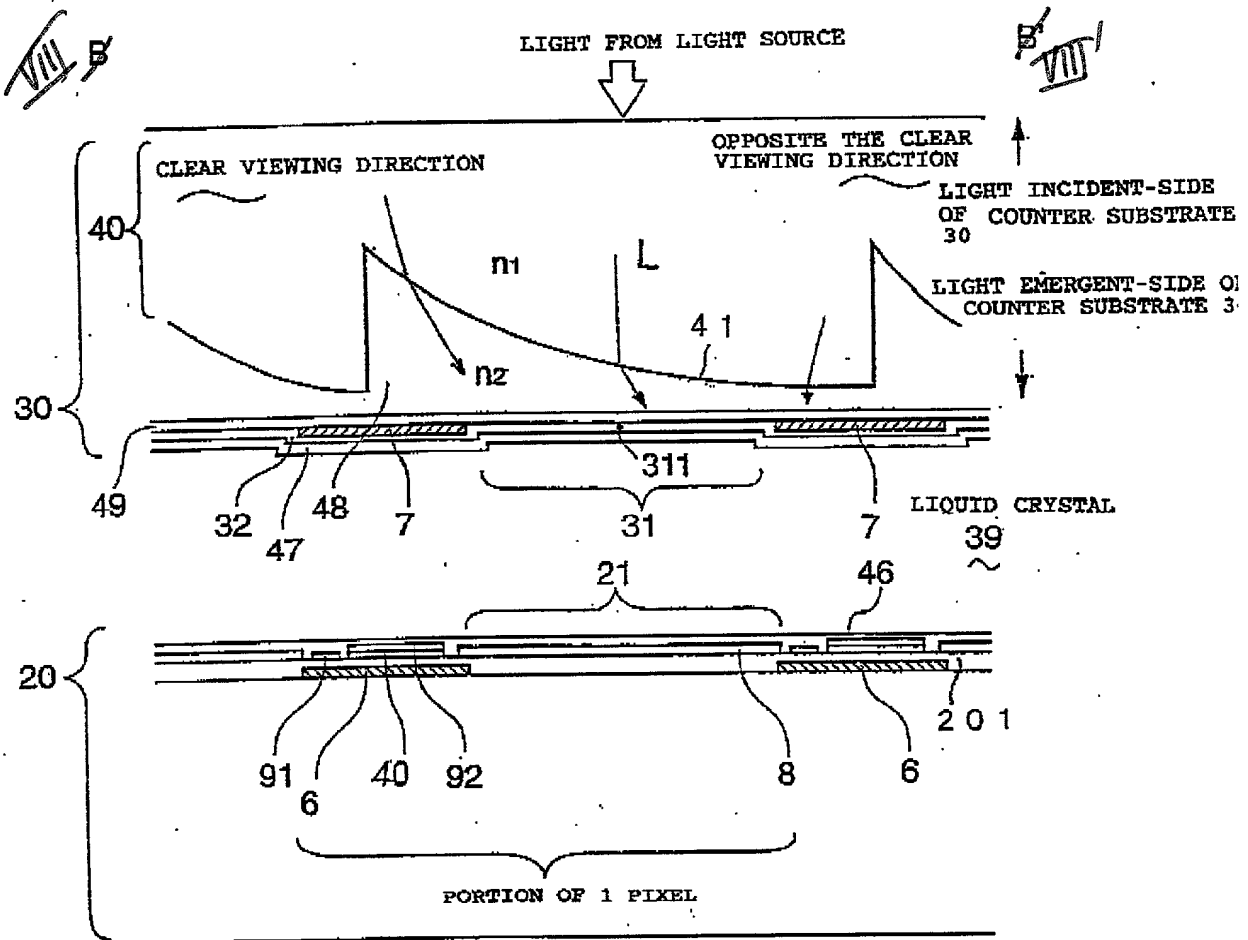 LIGHT FROM LIGHT SOURCE
VIII B
B' VIII'
CLEAR VIEWING DIRECTION
OPPOSITE THE CLEAR
VIEWING DIRECTION
LIGHT INCIDENT-SIDE
OF COUNTER SUBSTRATE
30
40
n1
L
LIGHT EMERGENT-SIDE OF
COUNTER SUBSTRATE 3
41
n2
30
311
49
32
48
7
31
7
LIQUID CRYSTAL
39
47
21
46
20
201
91
6
40
92
8
6
PORTION OF 1 PIXEL